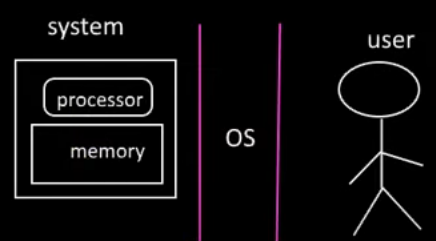 system
user
processor
memory
OS